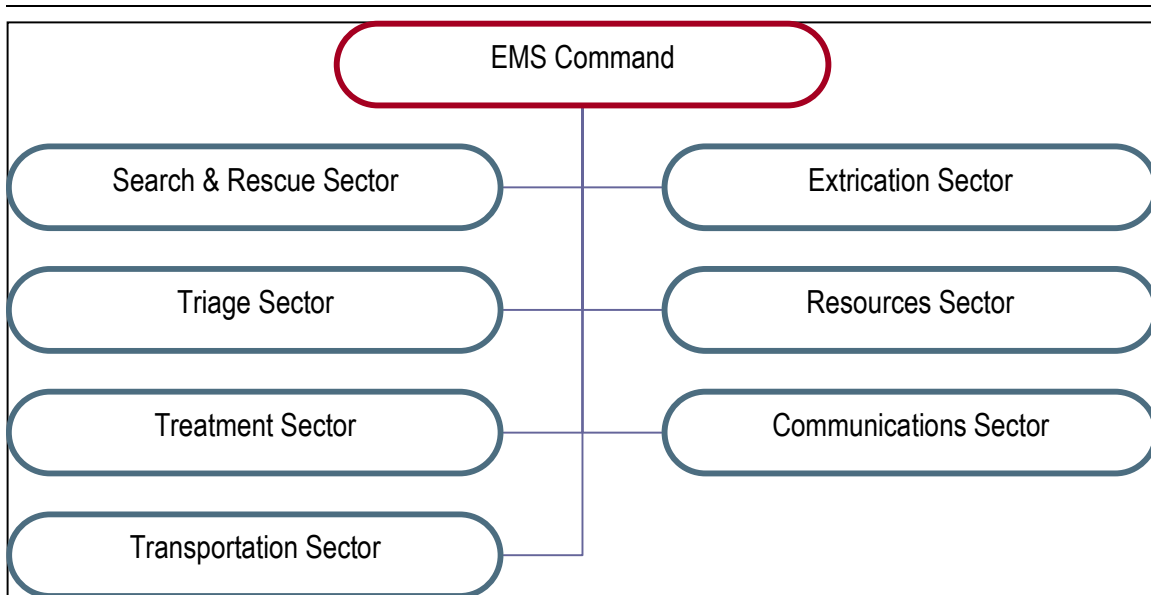 EMS Command
Search & Rescue Sector
Extrication Sector
Triage Sector
Resources Sector
Treatment Sector
Communications Sector
Transportation Sector